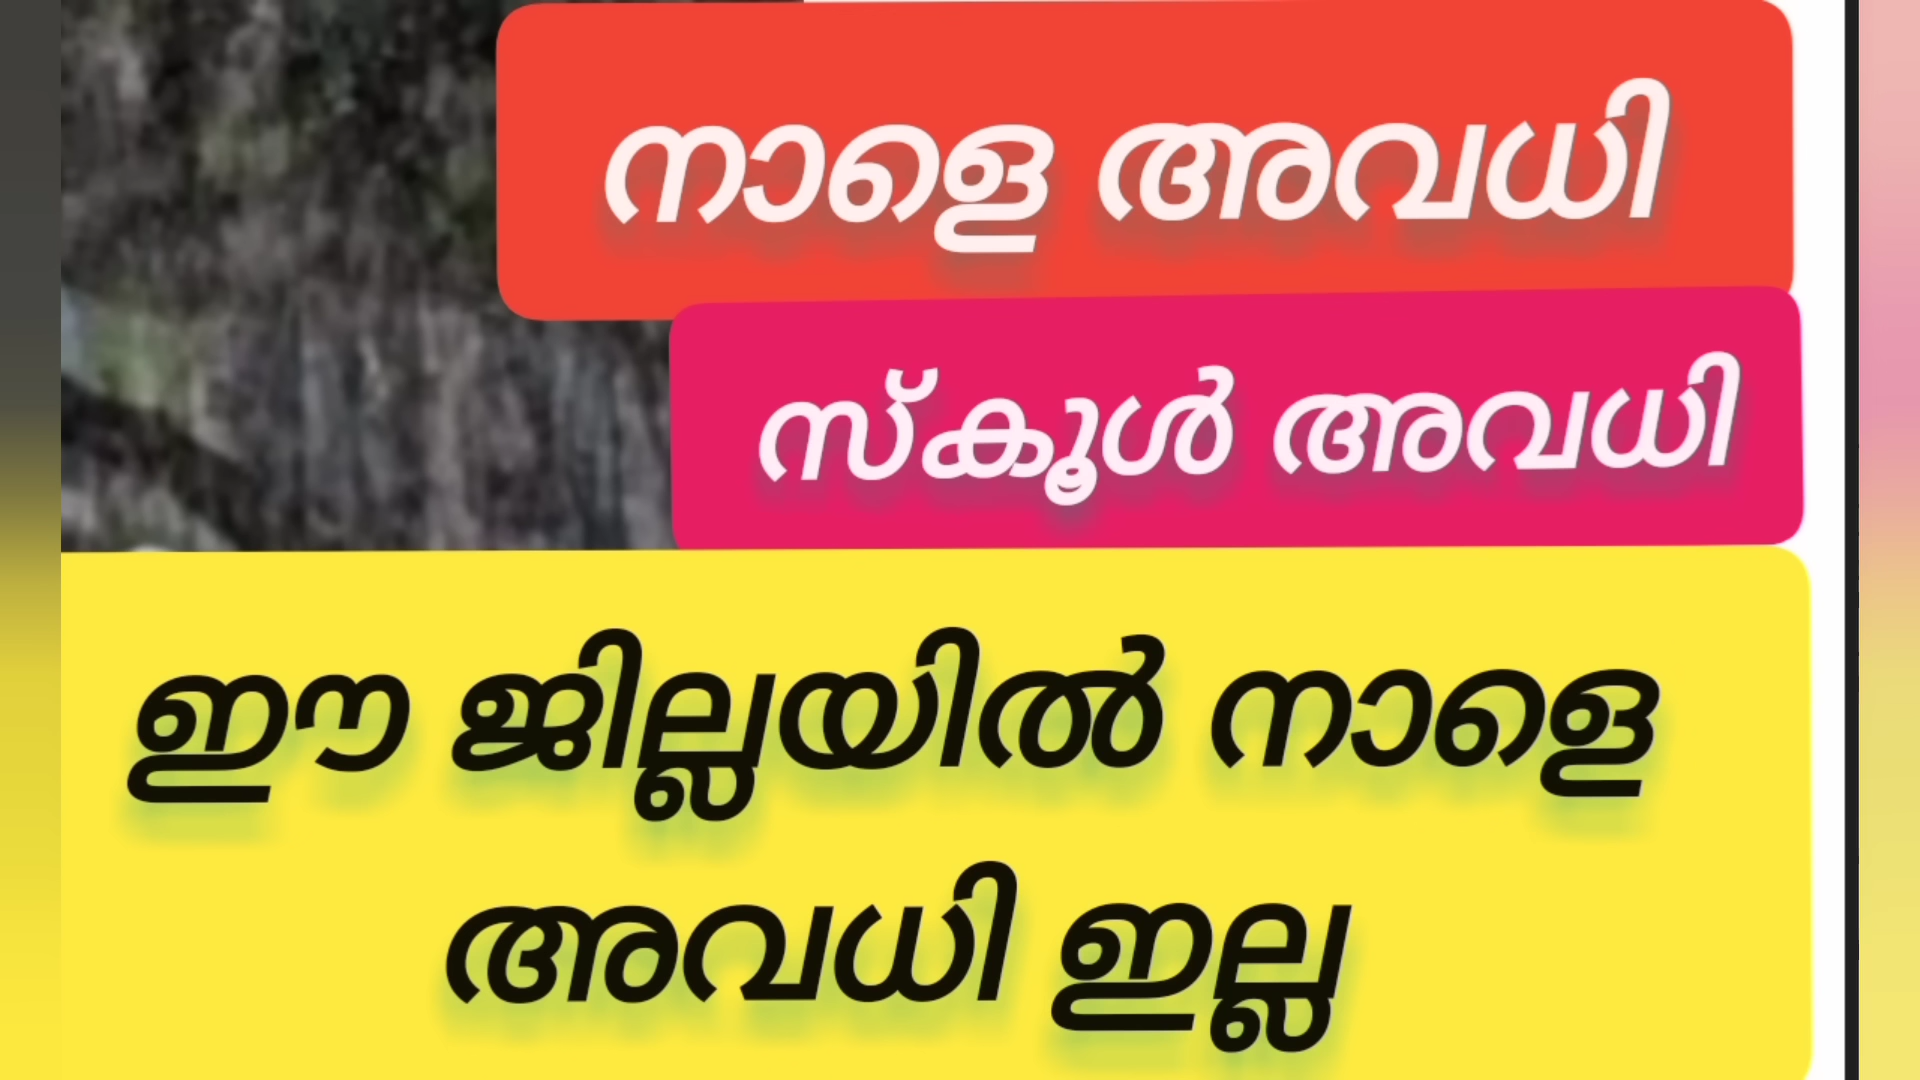 നാളെ അവധി
സ്കൂൾ അവധി
ഈ ജില്ലയിൽ നാളെ
അവധി ഇല്ല